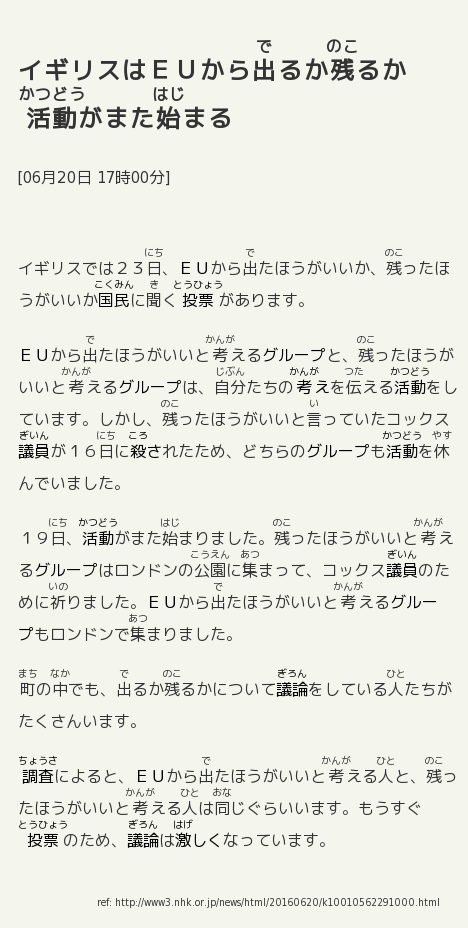 イギリスはＥＵから出るか残るか
活動がまた始まる
[06月20日 17時00分]
イギリスでは２３日、ＥＵから出たほうがいいか、残ったほ
うがいいか国民に聞く投票があります。
ＥＵから出たほうがいいと考えるグループと、残ったほうが
いいと考えるグループは、自分たちの考えを伝える活動をし
ています。しかし、残ったほうがいいと言っていたコックス
議員が１６日に殺されたため、どちらのグループも活動を休
んでいました。
１９日、活動がまた始まりました。残ったほうがいいと考え
るグループはロンドンの公園に集まって、コックス議員のた
めに祈りました。ＥＵから出たほうがいいと考えるグルー
プもロンドンで集まりました。
町の中でも、出るか残るかについて議論をしている人たちが
たくさんいます。
調査によると、ＥＵから出たほうがいいと考える人と、残っ
たほうがいいと考える人は同じぐらいいます。もうすぐ
投票のため、議論は激しくなっています。
ref: http://www3.nhk.or.jp/news/html/20160620/k10010562291000.html